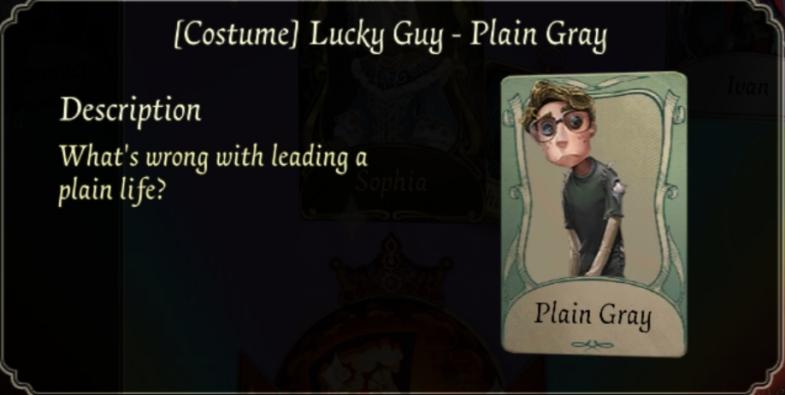 [Costume] Lucky Guy - Plain Gray
Description
What's wrong with leading a
plain life?
Plain Gray
Sophia
Ivan